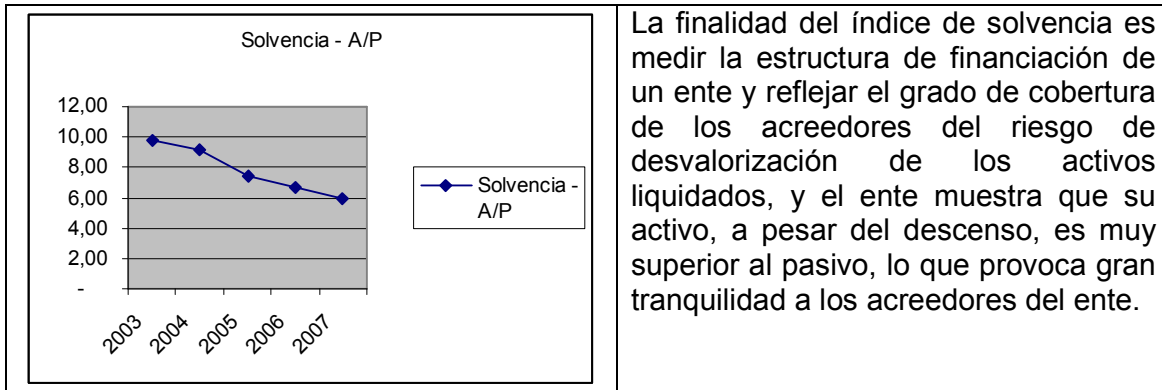 Solvencia - A/P
12,00
10,00
8,00
6,00
4,00
2,00
-
2003
2004
2005
2006
2007
Solvencia -
A/P
La finalidad del índice de solvencia es
medir la estructura de financiación de
un ente y reflejar el grado de cobertura
de los acreedores del riesgo de
desvalorización de los activos
liquidados, y el ente muestra que su
activo, a pesar del descenso, es muy
superior al pasivo, lo que provoca gran
tranquilidad a los acreedores del ente.